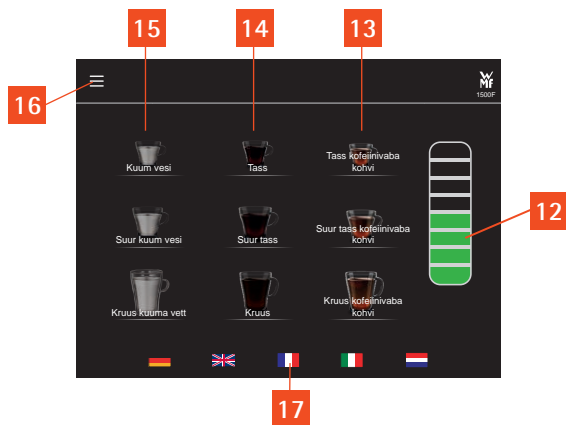 15
14
13
16
WMF
1500F
Kuum vesi
Tass
Tass kofeiinivaba
kohvi
12
Suur kuum vesi
Suur tass
Suur tass kofeiinivaba
kohvi
Kruus kuuma vett
Kruus
Kruus kofeiinivaba
kohvi
17